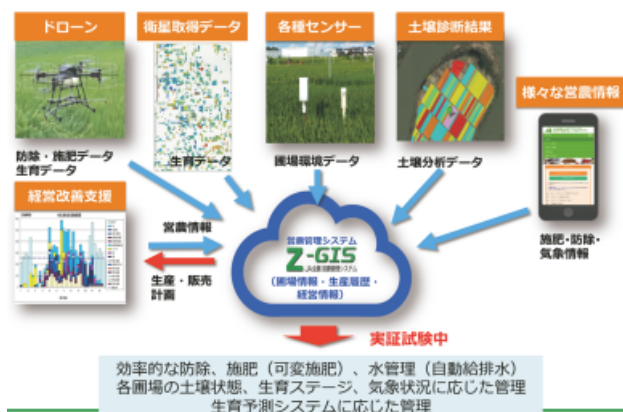 ドローン
衛星取得データ
各種センサー
土壌診断結果
様々な営農情報
防除・施肥データ
生育データ
生育データ
圃場環境データ
土壌分析データ
経営改善支援
営農情報
生産・販売
計画
営農管理システム
Z-GIS
(圃場情報・生産履歴・
経営情報)
施肥・防除・
気象情報
実証試験中
効率的な防除、施肥(可変施肥)、水管理(自動給排水)
各圃場の土壌状態、生育ステージ、気象状況に応じた管理
生育予測システムに応じた管理